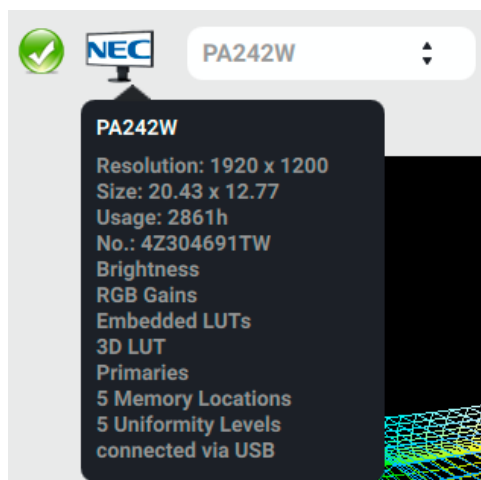 NEC PA242W
PA242W
Resolution: 1920 x 1200
Size: 20.43 x 12.77
Usage: 2861h
No.: 4Z304691TW
Brightness
RGB Gains
Embedded LUTs
3D LUT
Primaries
5 Memory Locations
5 Uniformity Levels
connected via USB